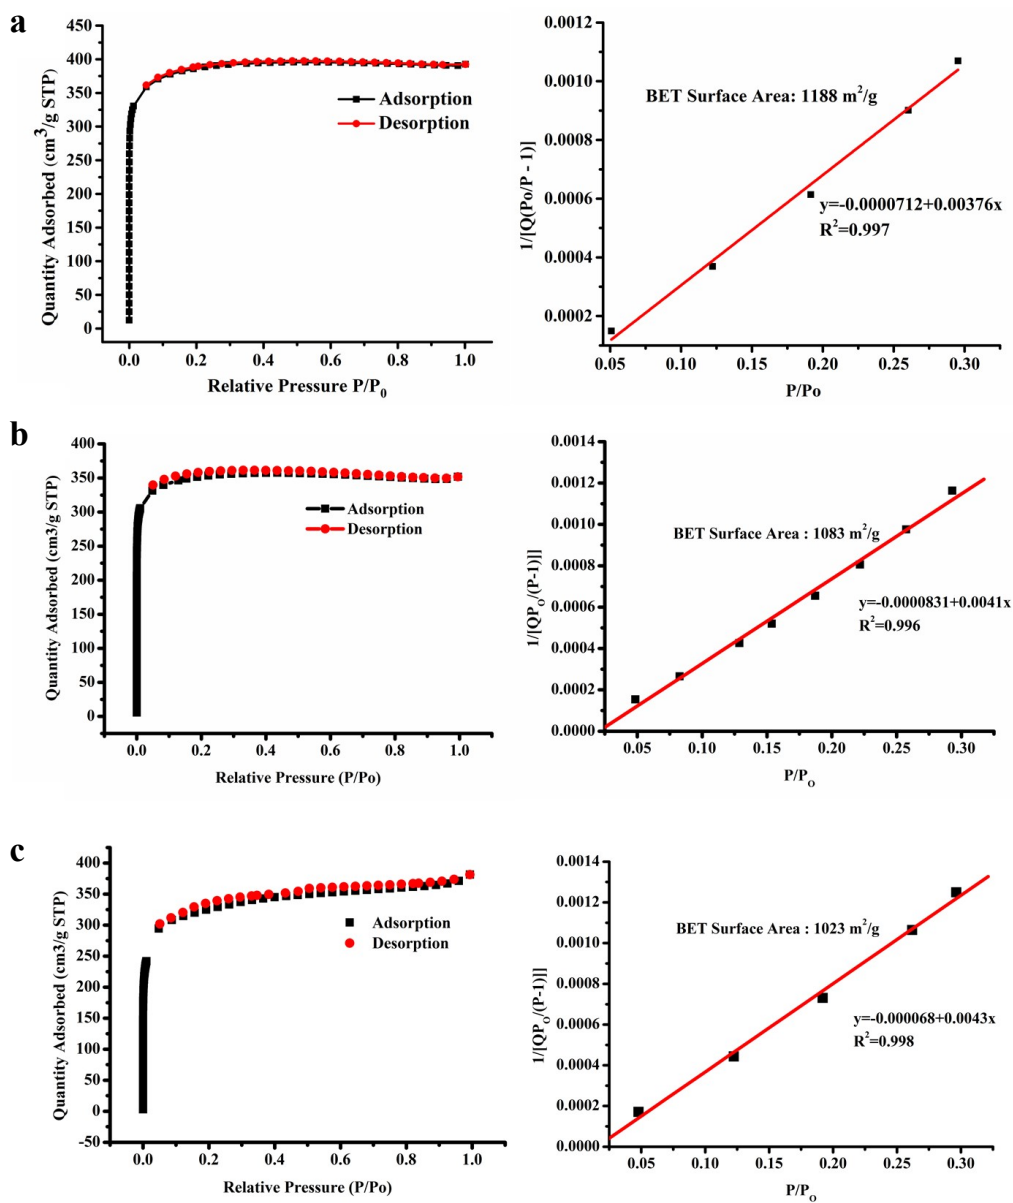 a
450
400
350
300
250
200
150
100
50
0
Quantity Adsorbed (cm3/g STP)
Adsorption
Desorption
0.0 0.2 0.4 0.6 0.8 1.0
Relative Pressure P/P0
0.0012
0.0010
0.0008
0.0006
0.0004
0.0002
1/[Q(Po/P - 1)]
BET Surface Area: 1188 m2/g
y=-0.0000712+0.00376x
R2=0.997
0.05 0.10 0.15 0.20 0.25 0.30
P/Po
b
400
350
300
250
200
150
100
50
0
Quantity Adsorbed (cm3/g STP)
Adsorption
Desorption
0.0 0.2 0.4 0.6 0.8 1.0
Relative Pressure (P/Po)
0.0014
0.0012
0.0010
0.0008
0.0006
0.0004
0.0002
0.0000
1/[QPO/(P-1)]]
BET Surface Area : 1083 m2/g
y=-0.0000831+0.0041x
R2=0.996
0.05 0.10 0.15 0.20 0.25 0.30
P/PO
c
400
350
300
250
200
150
100
50
0
-50
Quantity Adsorbed (cm3/g STP)
Adsorption
Desorption
0.0 0.2 0.4 0.6 0.8 1.0
Relative Pressure (P/Po)
0.0014
0.0012
0.0010
0.0008
0.0006
0.0004
0.0002
0.0000
1/[QPO/(P-1)]]
BET Surface Area : 1023 m2/g
y=-0.000068+0.0043x
R2=0.998
0.05 0.10 0.15 0.20 0.25 0.30
P/PO